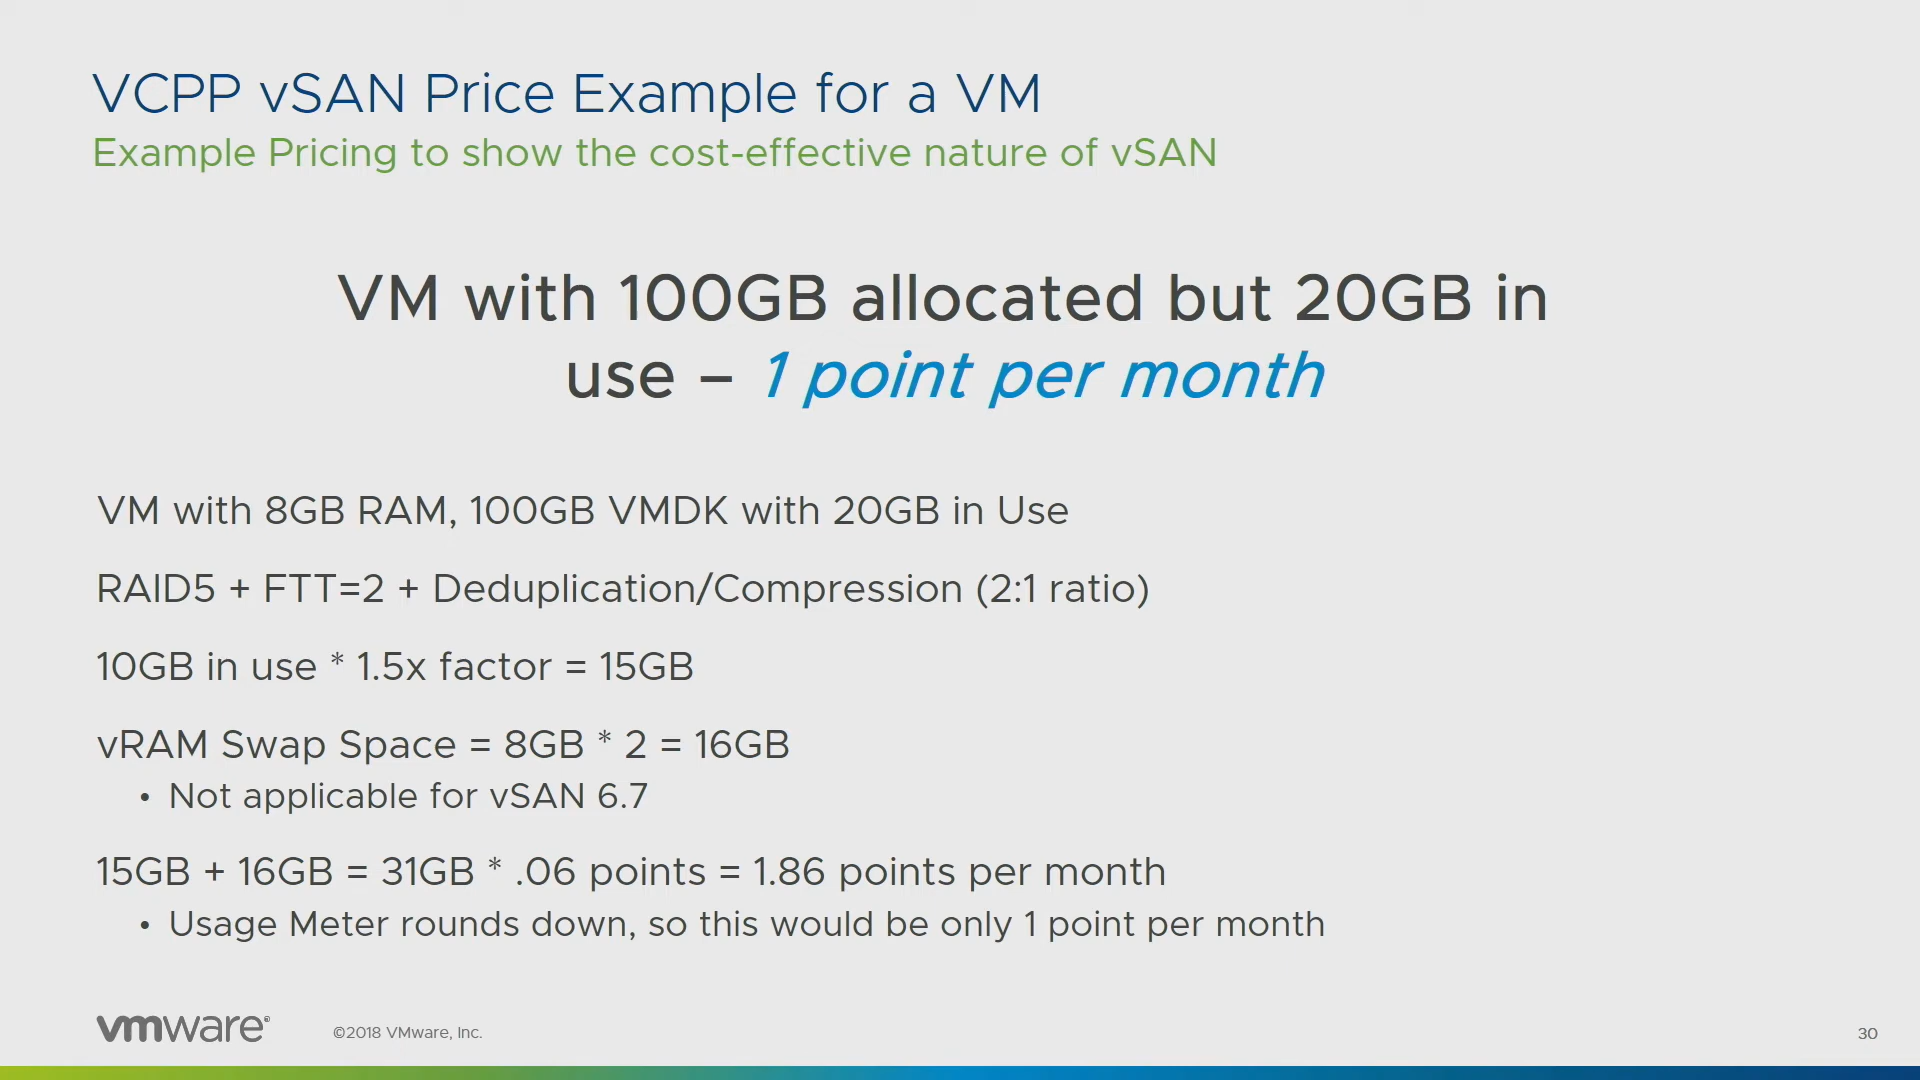 VCPP vSAN Price Example for a VM
Example Pricing to show the cost-effective nature of vSAN
VM with 100GB allocated but 20GB in
use – 1 point per month
VM with 8GB RAM, 100GB VMDK with 20GB in Use
RAID5 + FTT=2 + Deduplication/Compression (2:1 ratio)
10GB in use * 1.5x factor = 15GB
vRAM Swap Space = 8GB * 2 = 16GB
• Not applicable for vSAN 6.7
15GB + 16GB = 31GB * .06 points = 1.86 points per month
• Usage Meter rounds down, so this would be only 1 point per month
vmware®
©2018 VMware, Inc.
30